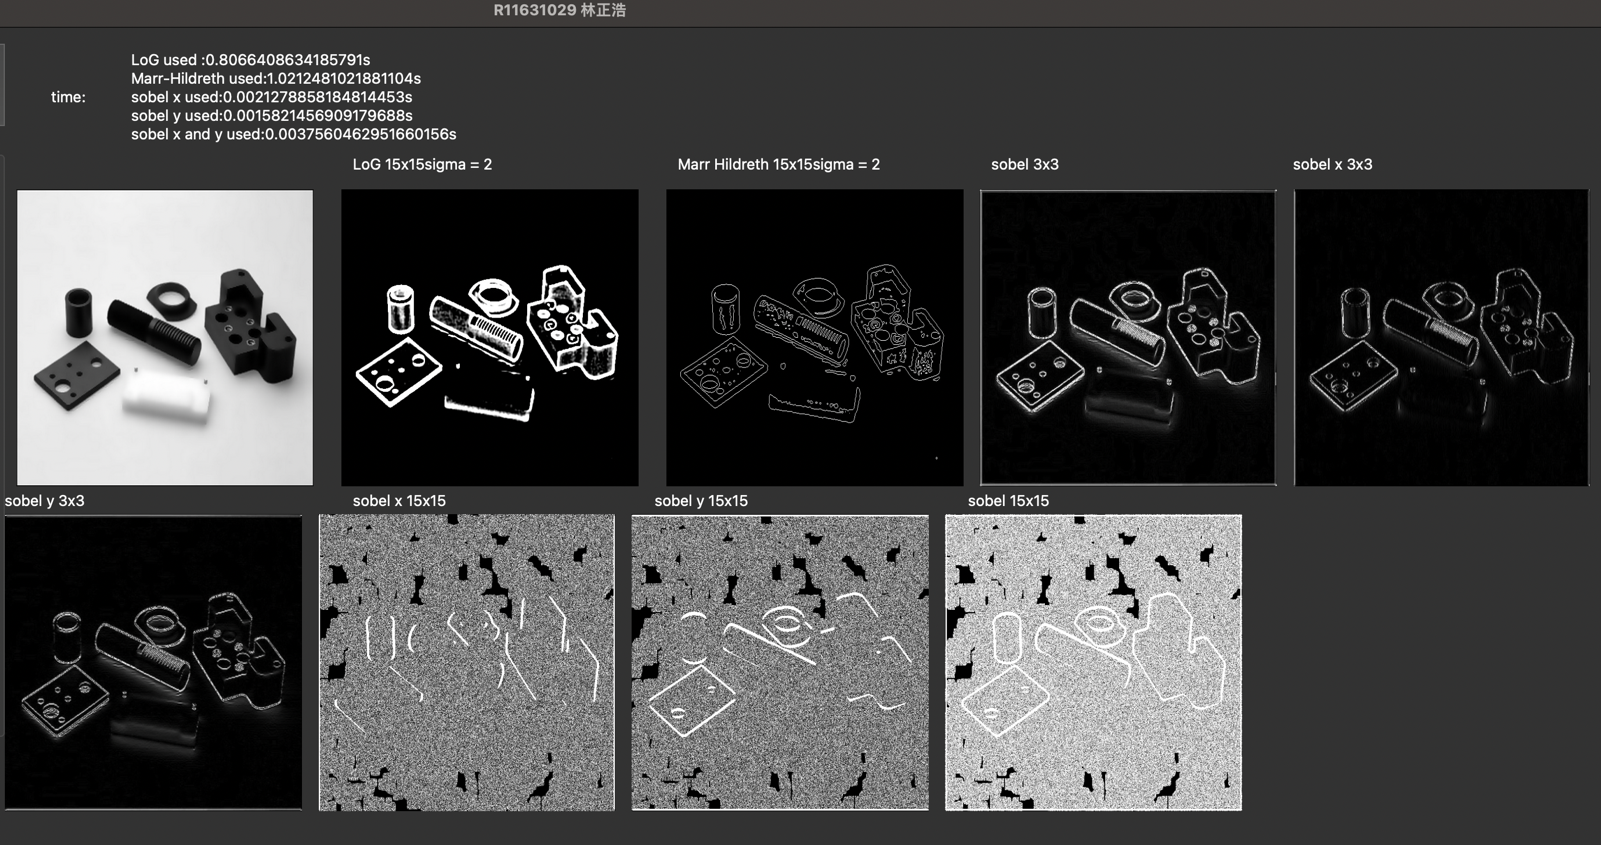 R11631029 林正浩
time:
LoG used :0.8066408634185791s
Marr-Hildreth used:1.0212481021881104s
sobel x used:0.0021278858184814453s
sobel y used:0.0015821456909179688s
sobel x and y used:0.0037560462951660156s
LoG 15x15sigma = 2
Marr Hildreth 15x15sigma = 2
sobel 3x3
sobel x 3x3
sobel y 3x3
sobel x 15x15
sobel y 15x15
sobel 15x15